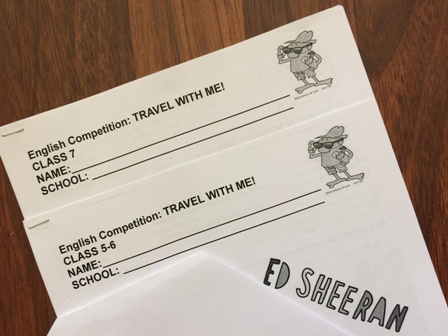 English Competition: TRAVEL WITH ME!
CLASS 7
NAME:
SCHOOL:
English Competition: TRAVEL WITH ME!
CLASS 5-6
NAME:
SCHOOL:
ED SHEERAN